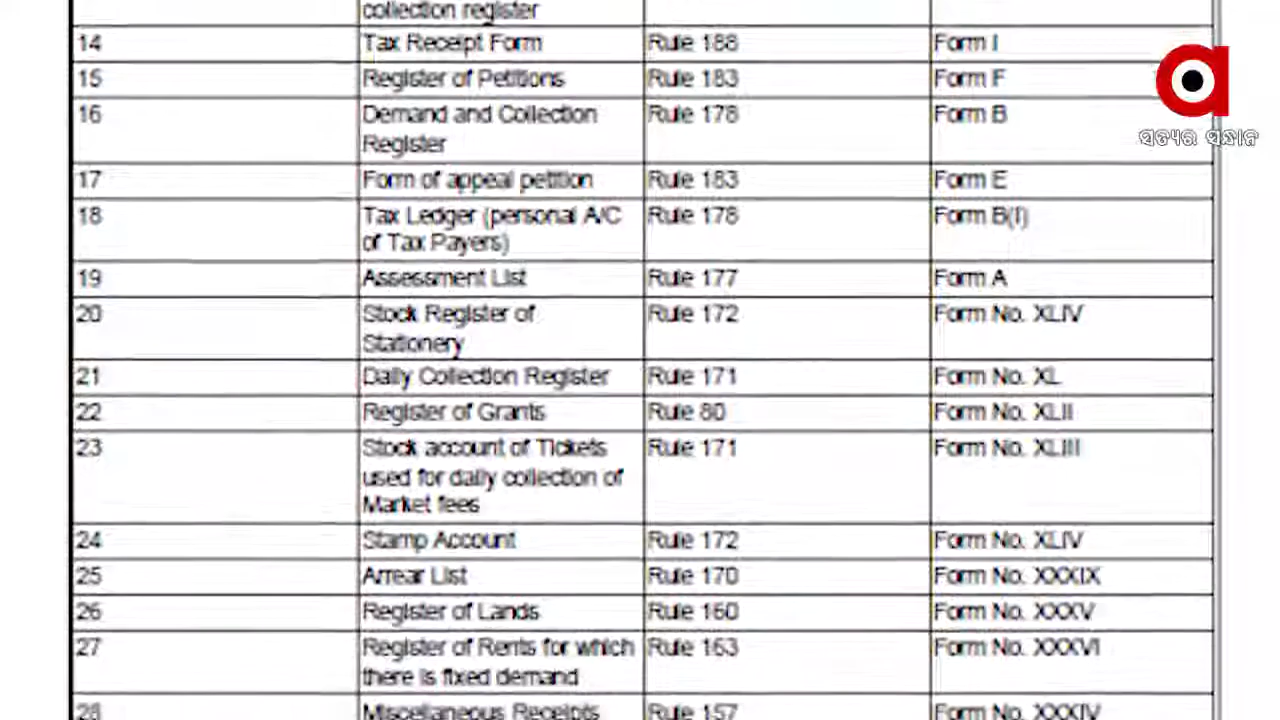 collection register
14 Tax Receipt Form Rule 188 Form I
15 Register of Petitions Rule 183 Form F
16 Demand and Collection Rule 178 Form B
Register
17 Form of appeal petition Rule 183 Form E
18 Tax Ledger (personal A/C Rule 178 Form B(I)
of Tax Payers)
19 Assessment List Rule 177 Form A
20 Stock Register of Rule 172 Form No. XLIV
Stationery
21 Daily Collection Register Rule 171 Form No. XL
22 Register of Grants Rule 80 Form No. XLII
23 Stock account of Tickets Rule 171 Form No. XLIII
used for daily collection of
Market fees
24 Stamp Account Rule 172 Form No. XLIV
25 Arrear List Rule 170 Form No. XXXIX
26 Register of Lands Rule 160 Form No. XXXV
27 Register of Rents for which Rule 163 Form No. XXXVI
there is fixed demand
28 Miscellaneous Receipts Rule 157 Form No. XXXIV
a
ସତ୍ୟର ସନ୍ଧାନ